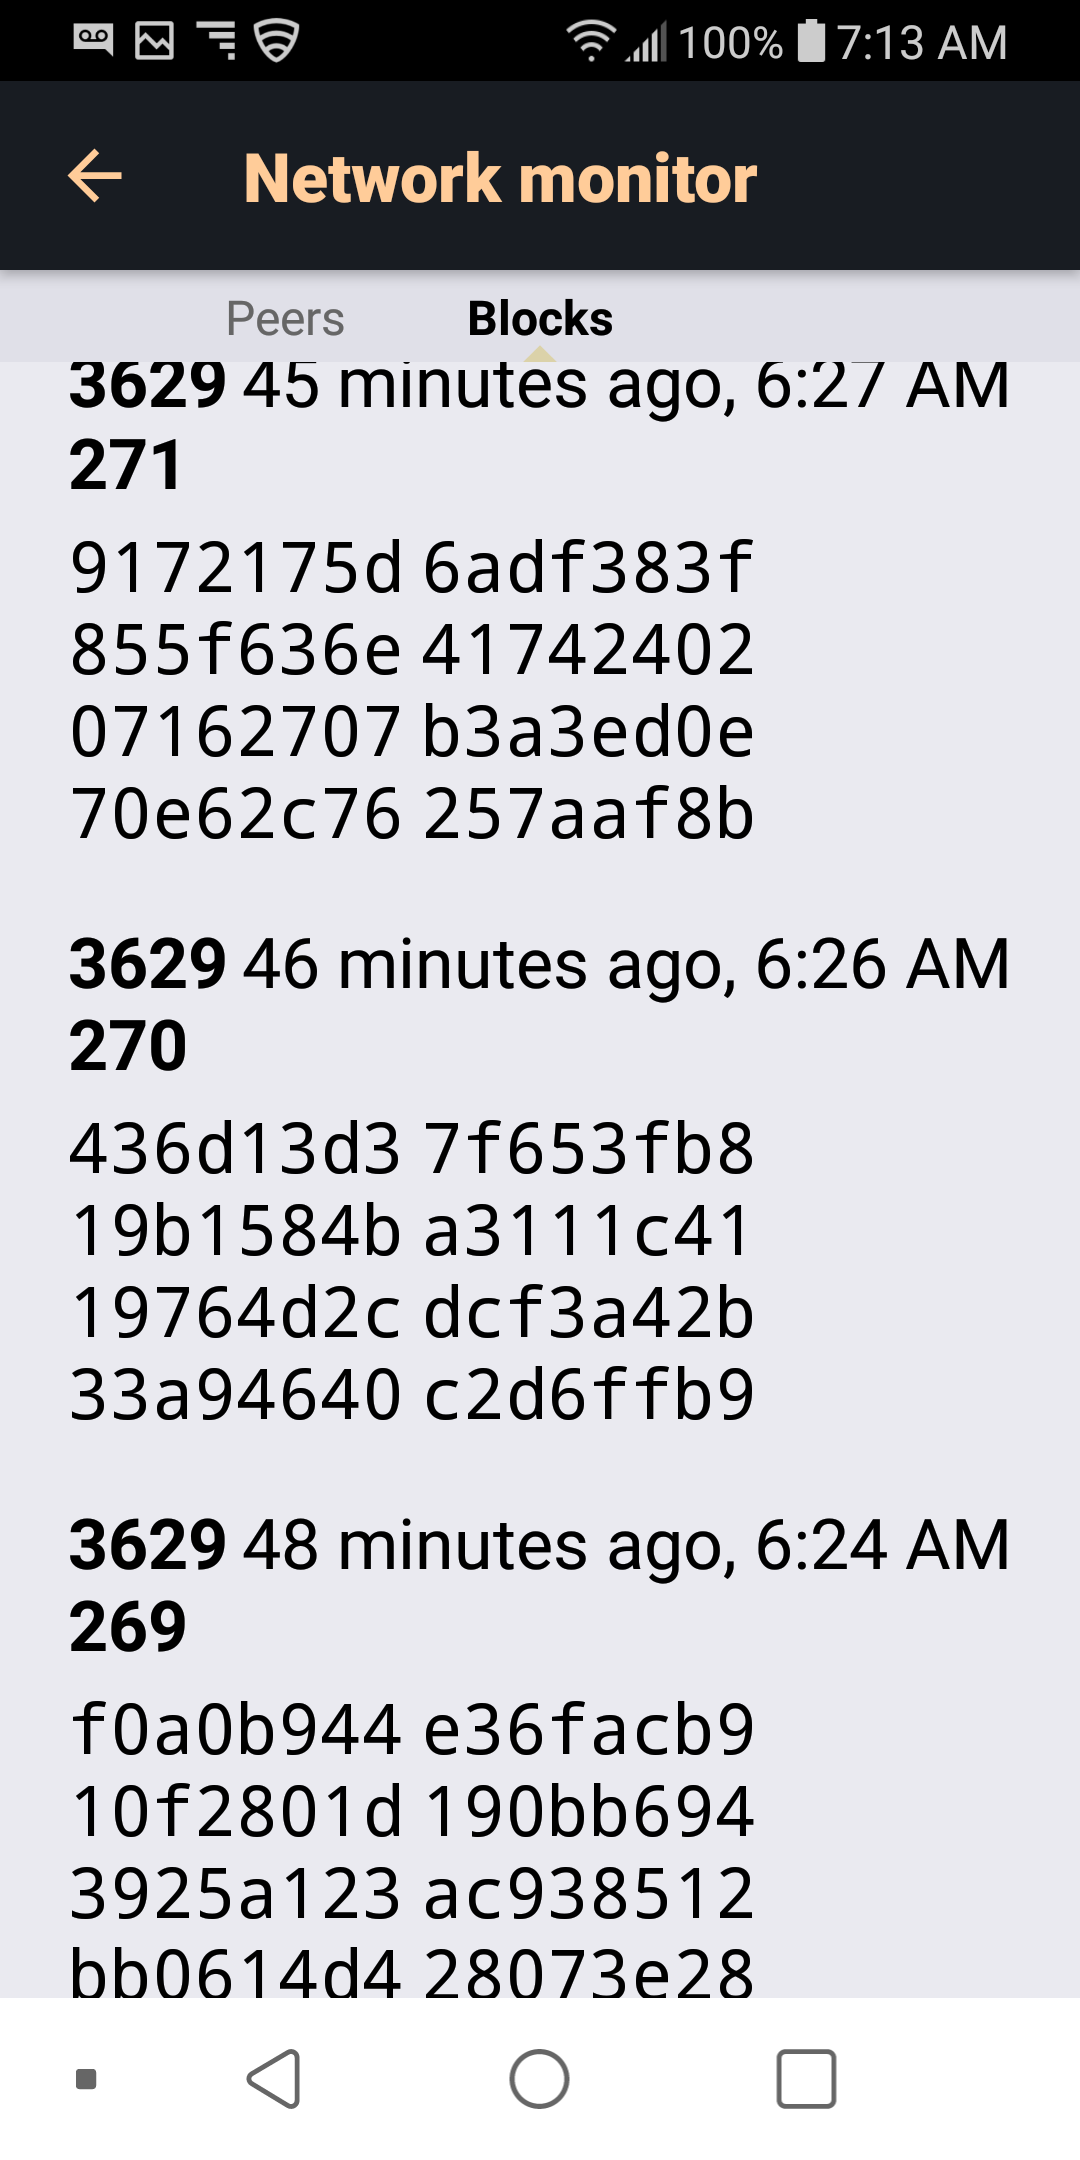 100% 7:13 AM
Network monitor
Peers Blocks
3629 45 minutes ago, 6:27 AM
271
9172175d 6adf383f
855f636e 41742402
07162707 b3a3ed0e
70e62c76 257aaf8b
3629 46 minutes ago, 6:26 AM
270
436d13d3 7f653fb8
19b1584b a3111c41
19764d2c dcf3a42b
33a94640 c2d6ffb9
3629 48 minutes ago, 6:24 AM
269
f0a0b944 e36facb9
10f2801d 190bb694
3925a123 ac938512
bb0614d4 28073e28